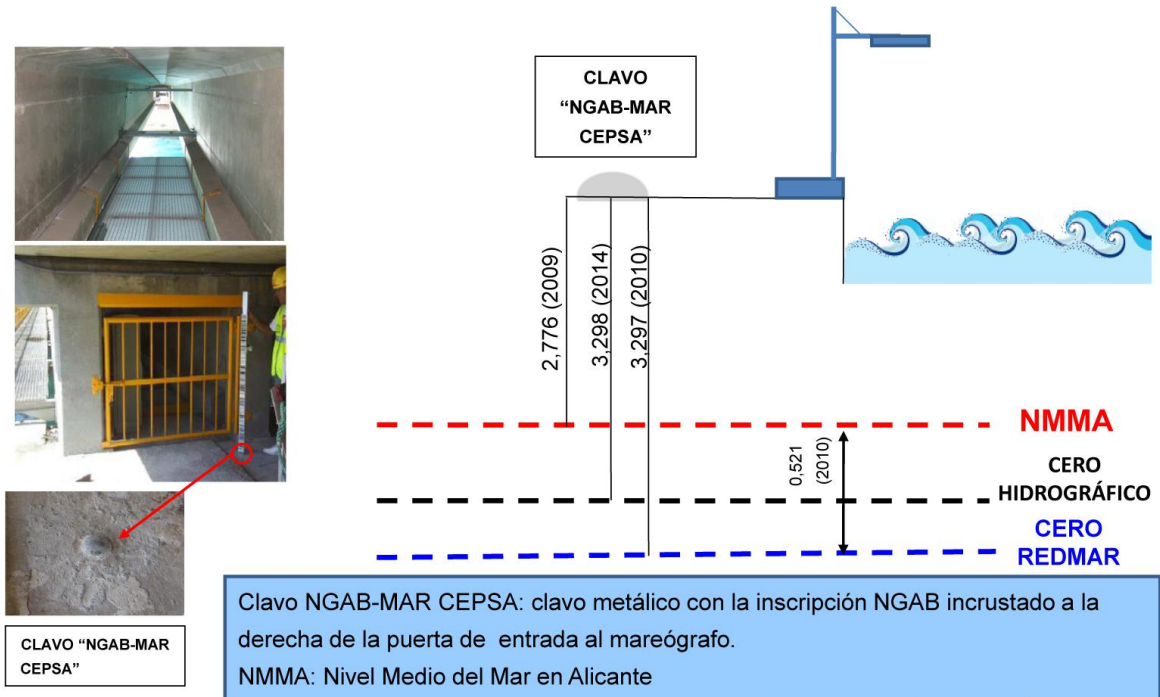 CLAVO
“NGAB-MAR
CEPSA”
2,776 (2009)
3,298 (2014)
3,297 (2010)
NMMA
0,521
(2010)
CERO
HIDROGRÁFICO
CERO
REDMAR
CLAVO “NGAB-MAR
CEPSA”
Clavo NGAB-MAR CEPSA: clavo metálico con la inscripción NGAB incrustado a la
derecha de la puerta de entrada al mareógrafo.
NMMA: Nivel Medio del Mar en Alicante